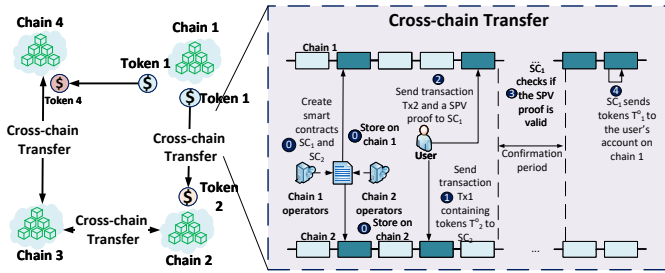 Cross-chain Transfer
Chain 4
Chain 1
Token 1
Token 4
Token 1
Cross-chain
Transfer
Cross-chain
Transfer
Token
2
Cross-chain
Transfer
Chain 3
Chain 2
Chain 1
...
2
Send transaction
Tx2 and a SPV
proof to SC1
SC1
checks if
3 the SPV
proof is
valid
4
SC1 sends
tokens T^o_1 to
the user's
account on
chain 1
Create
smart
contracts
0 SC1 and
SC2
0
Store on
chain 1
User
Confirmation
period
Chain 1
operators
Chain 2
operators
0 Store on
chain 2
Send
transaction
1 Tx1
containing
tokens T^o_2 to
SC2
Chain 2
...